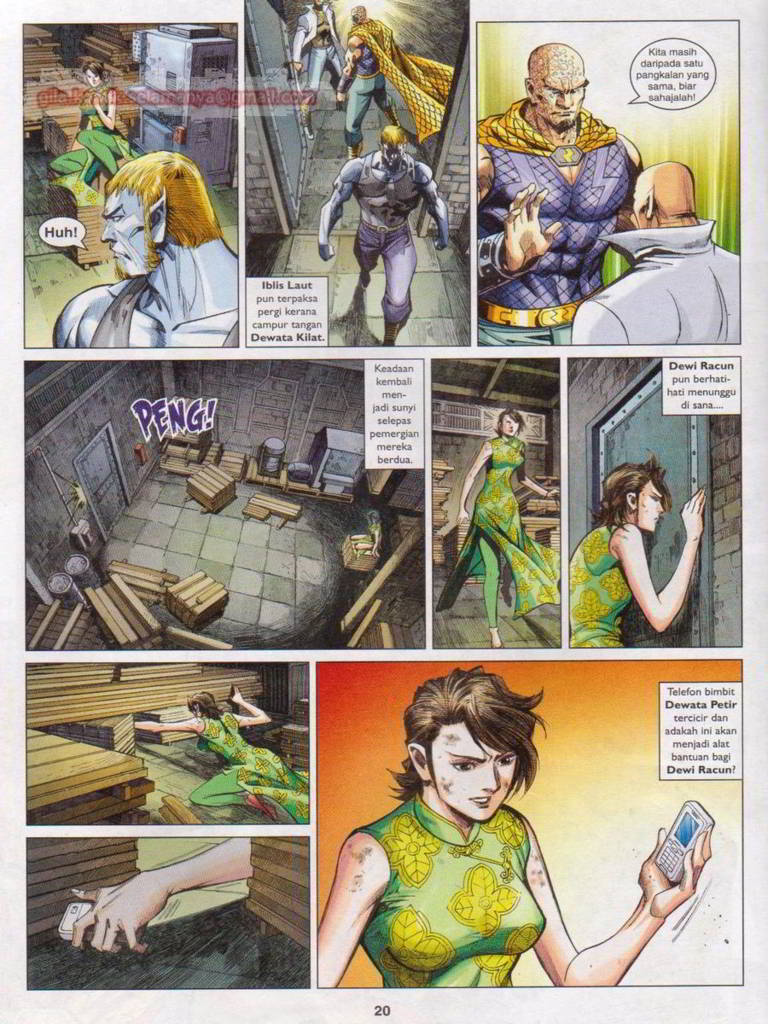 Huh!
Iblis Laut
pun terpaksa
pergi kerana
campur tangan
Dewata Kilat.
Kita masih
daripada satu
pangkalan yang
sama, biar
sahajalah!
PENG!
Keadaan
kembali
men-
jadi sunyi
selepas
pemergian
mereka
berdua.
Dewi Racun
pun berhati-
hati menunggu
di sana....
Telefon bimbit
Dewata Petir
tercicir dan
adakah ini akan
menjadi alat
bantuan bagi
Dewi Racun?
20